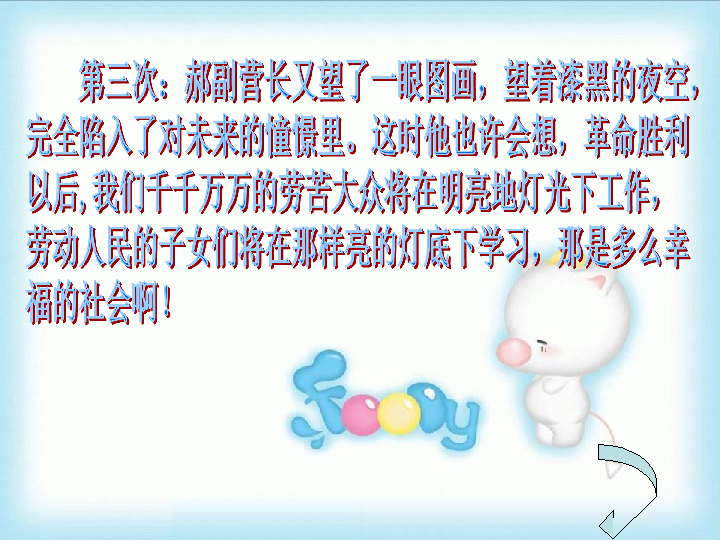 第三次：郝副营长又望了一眼图画，望着漆黑的夜空，
完全陷入了对未来的憧憬里。这时他也许会想，革命胜利
以后,我们千千万万的劳苦大众将在明亮地灯光下工作，
劳动人民的子女们将在那样亮的灯底下学习，那是多么幸
福的社会啊！
Fooody